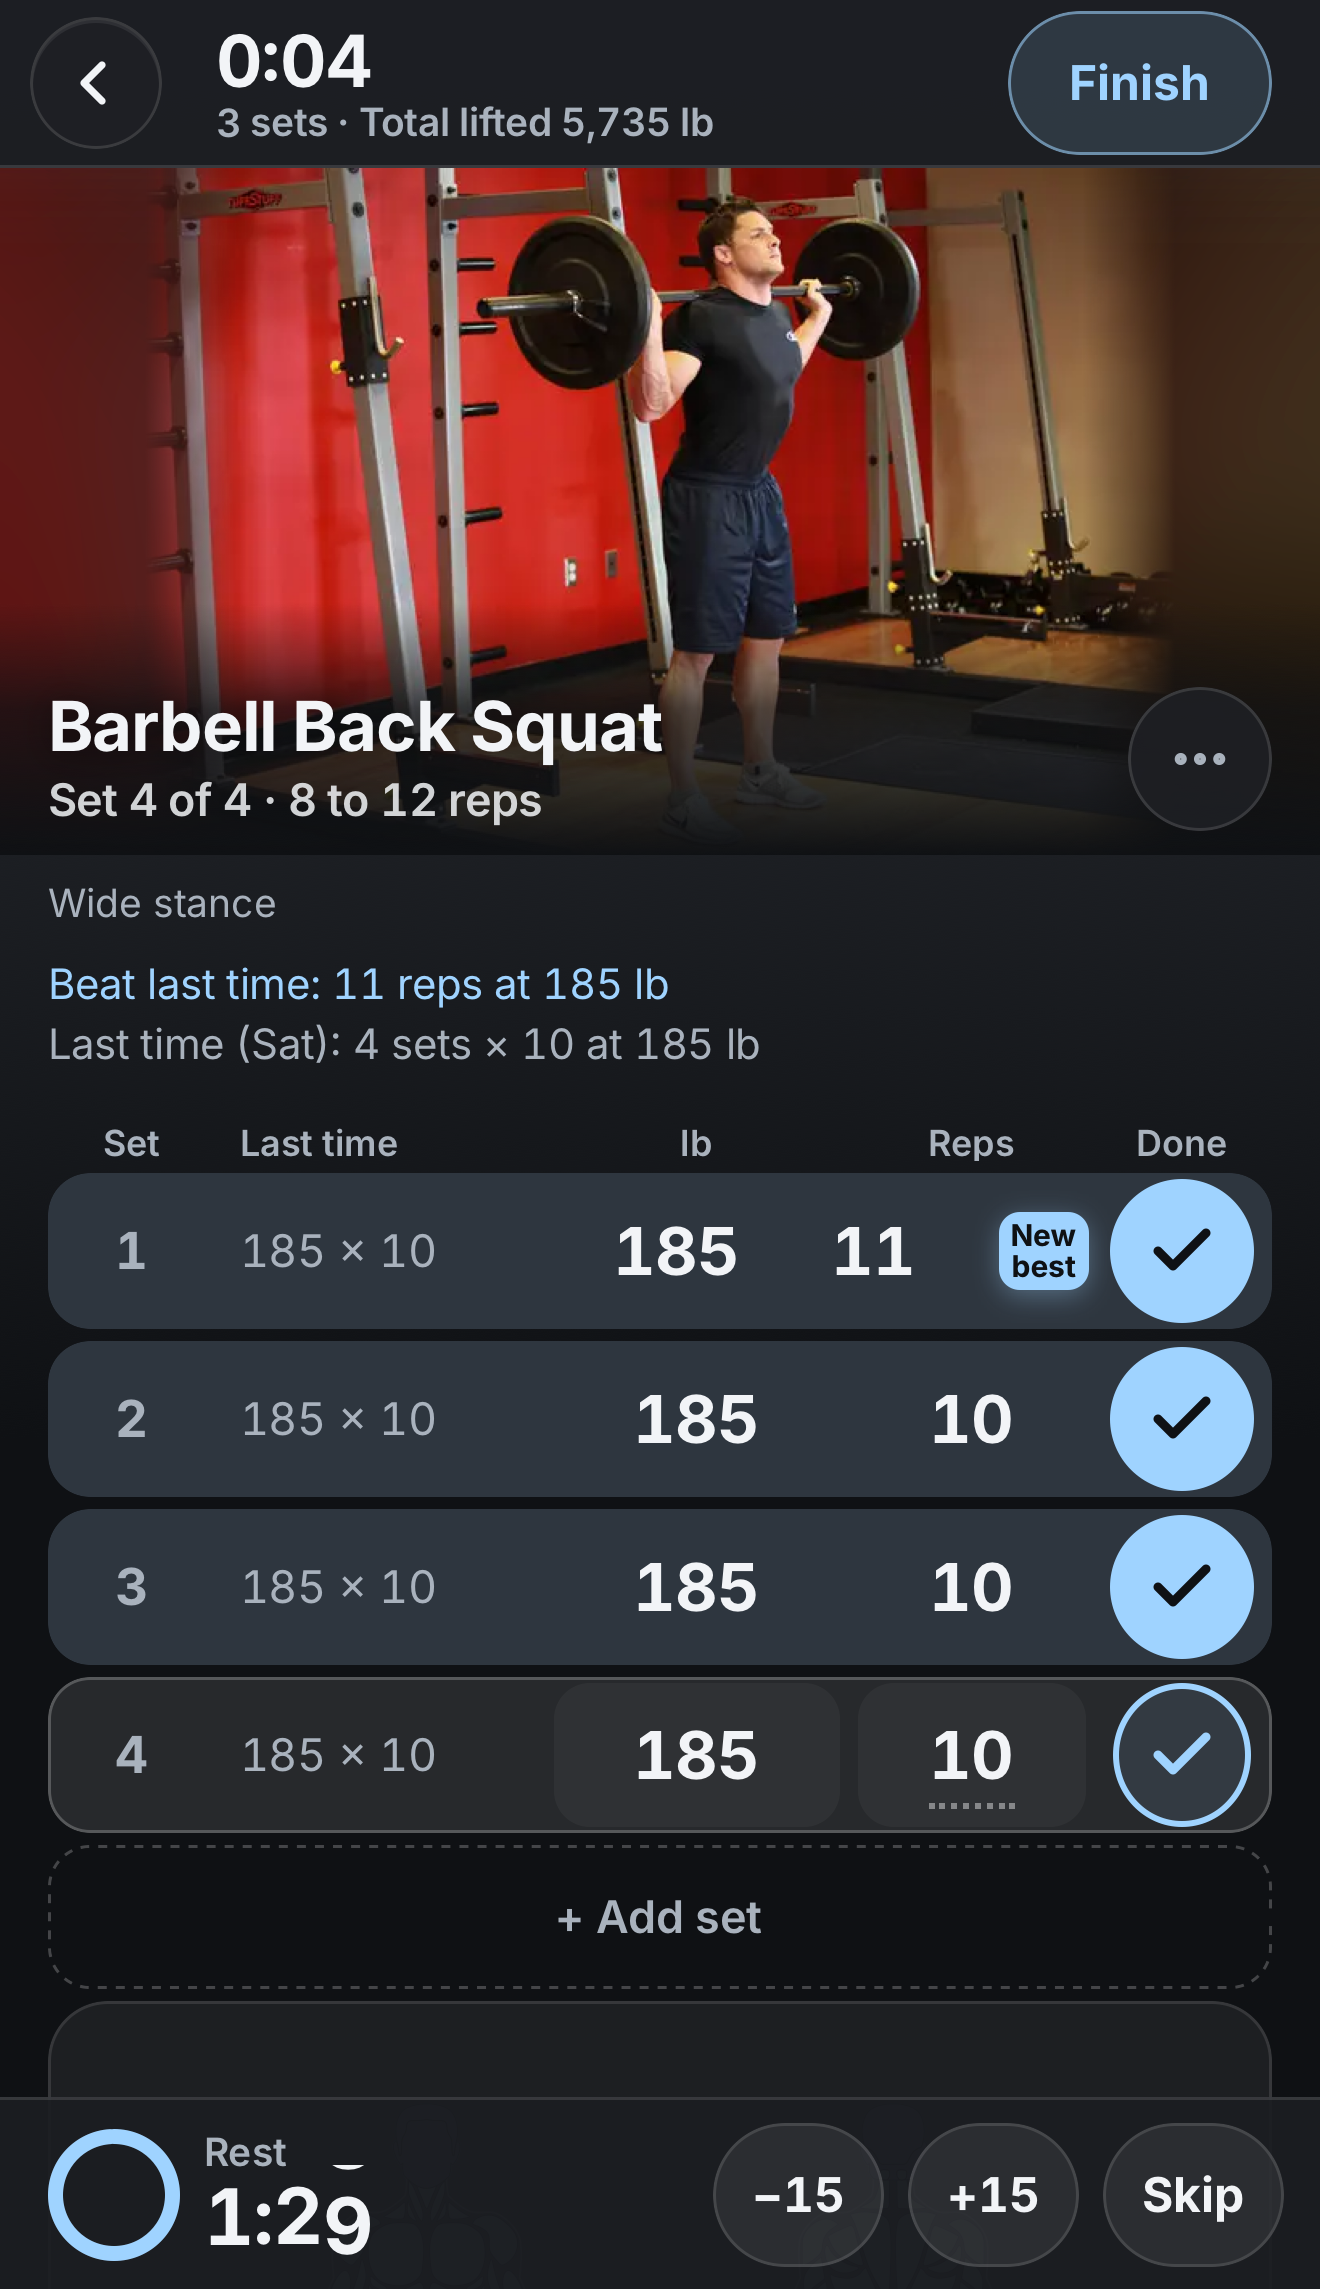 0:04
3 sets · Total lifted 5,735 lb
Finish
Barbell Back Squat
Set 4 of 4 · 8 to 12 reps
Wide stance
Beat last time: 11 reps at 185 lb
Last time (Sat): 4 sets × 10 at 185 lb
Set Last time lb Reps Done
1 185 × 10 185 11 New best
2 185 × 10 185 10
3 185 × 10 185 10
4 185 × 10 185 10
+ Add set
Rest
1:29
−15 +15 Skip